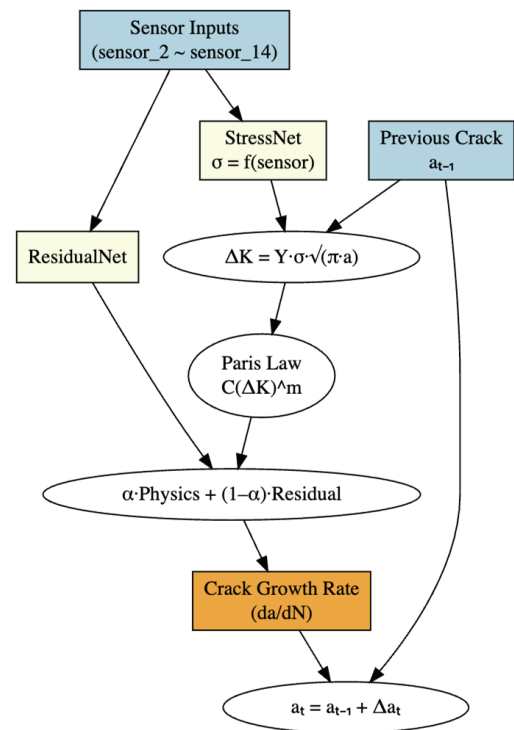 Sensor Inputs
(sensor_2 ~ sensor_14)
StressNet
σ = f(sensor)
Previous Crack
aₜ₋₁
ResidualNet
ΔK = Y·σ·√(π·a)
Paris Law
C(ΔK)^m
α·Physics + (1–α)·Residual
Crack Growth Rate
(da/dN)
aₜ = aₜ₋₁ + Δaₜ